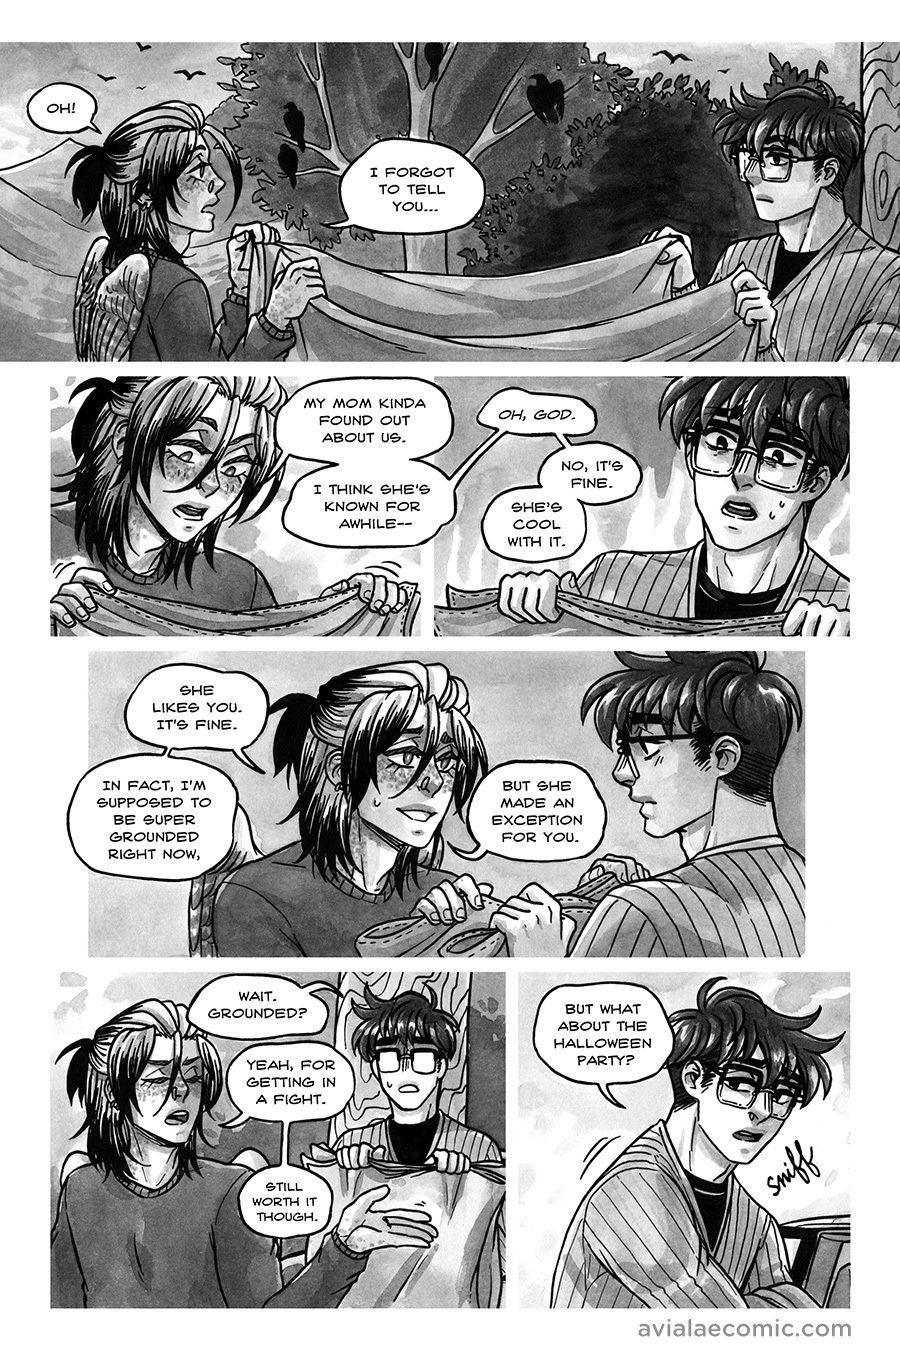 OH!
I FORGOT
TO TELL
YOU...
MY MOM KINDA
FOUND OUT
ABOUT US.
OH, GOD.
I THINK SHE'S
KNOWN FOR
AWHILE--
NO, IT'S
FINE.
SHE'S
COOL
WITH IT.
SHE
LIKES YOU.
IT'S FINE.
IN FACT, I'M
SUPPOSED TO
BE SUPER
GROUNDED
RIGHT NOW,
BUT SHE
MADE AN
EXCEPTION
FOR YOU.
WAIT.
GROUNDED?
YEAH, FOR
GETTING IN
A FIGHT.
STILL
WORTH IT
THOUGH.
BUT WHAT
ABOUT THE
HALLOWEEN
PARTY?
sniff
avialaecomic.com